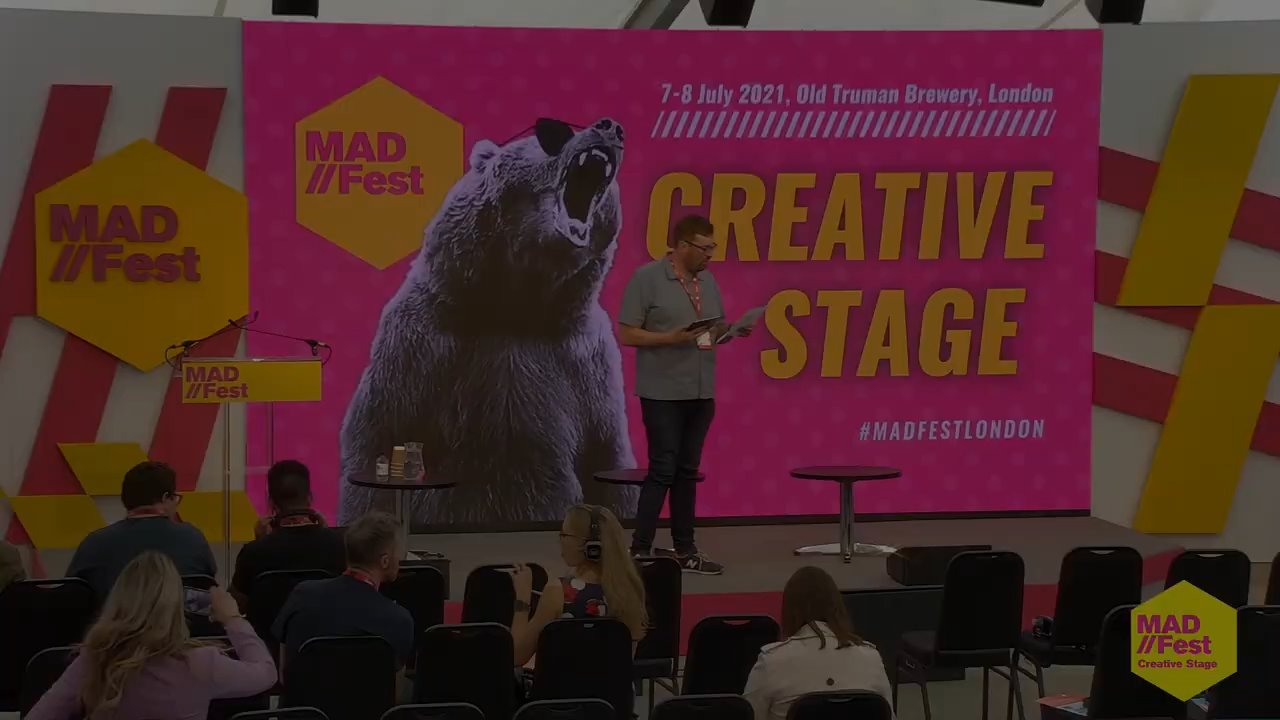 7-8 July 2021, Old Truman Brewery, London
MAD
//Fest
CREATIVE
STAGE
#MADFESTLONDON
MAD
//Fest
MAD
//Fest
MAD
//Fest
Creative Stage
N